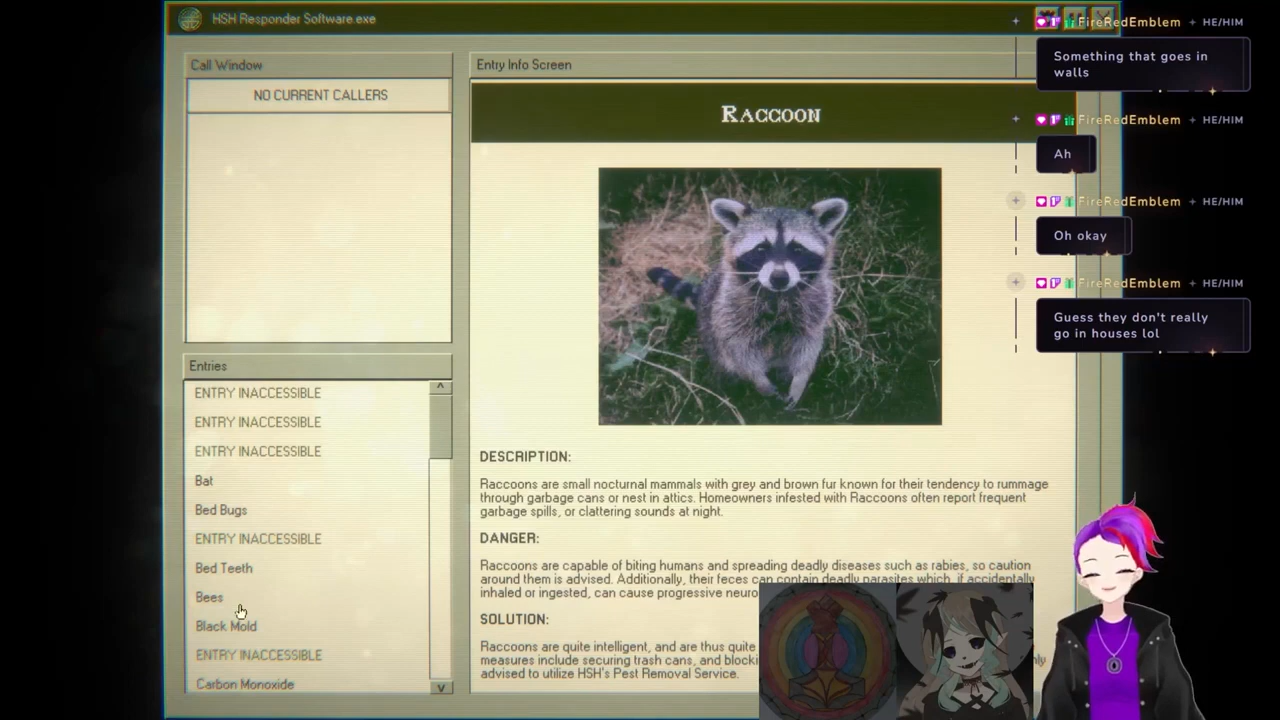 HSH Responder Software.exe
Call Window
NO CURRENT CALLERS
Entries
ENTRY INACCESSIBLE
ENTRY INACCESSIBLE
ENTRY INACCESSIBLE
Bat
Bed Bugs
ENTRY INACCESSIBLE
Bed Teeth
Bees
Black Mold
ENTRY INACCESSIBLE
Carbon Monoxide
Entry Info Screen
RACCOON
DESCRIPTION:
Raccoons are small nocturnal mammals with grey and brown fur known for their tendency to rummage
through garbage cans or nest in attics. Homeowners infested with Raccoons often report frequent
garbage spills, or clattering sounds at night.
DANGER:
Raccoons are capable of biting humans and spreading deadly diseases such as rabies, so caution
around them is advised. Additionally, their feces can contain deadly parasites which, if accidentally
inhaled or ingested, can cause progressive
SOLUTION:
Raccoons are quite intelligent, and are thus quite
measures include securing trash cans, and
advised to utilize HSH's Pest Removal Service.
FireRedEmblem + HE/HIM
Something that goes in
walls
FireRedEmblem + HE/HIM
Ah
FireRedEmblem + HE/HIM
Oh okay
FireRedEmblem + HE/HIM
Guess they don't really
go in houses lol